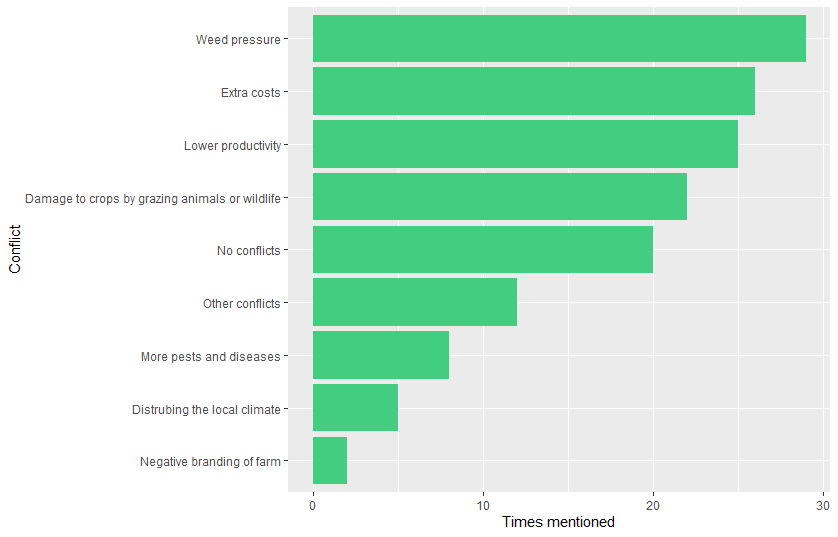 Conflict
Weed pressure
Extra costs
Lower productivity
Damage to crops by grazing animals or wildlife
No conflicts
Other conflicts
More pests and diseases
Distrubing the local climate
Negative branding of farm
0 10 20 30
Times mentioned